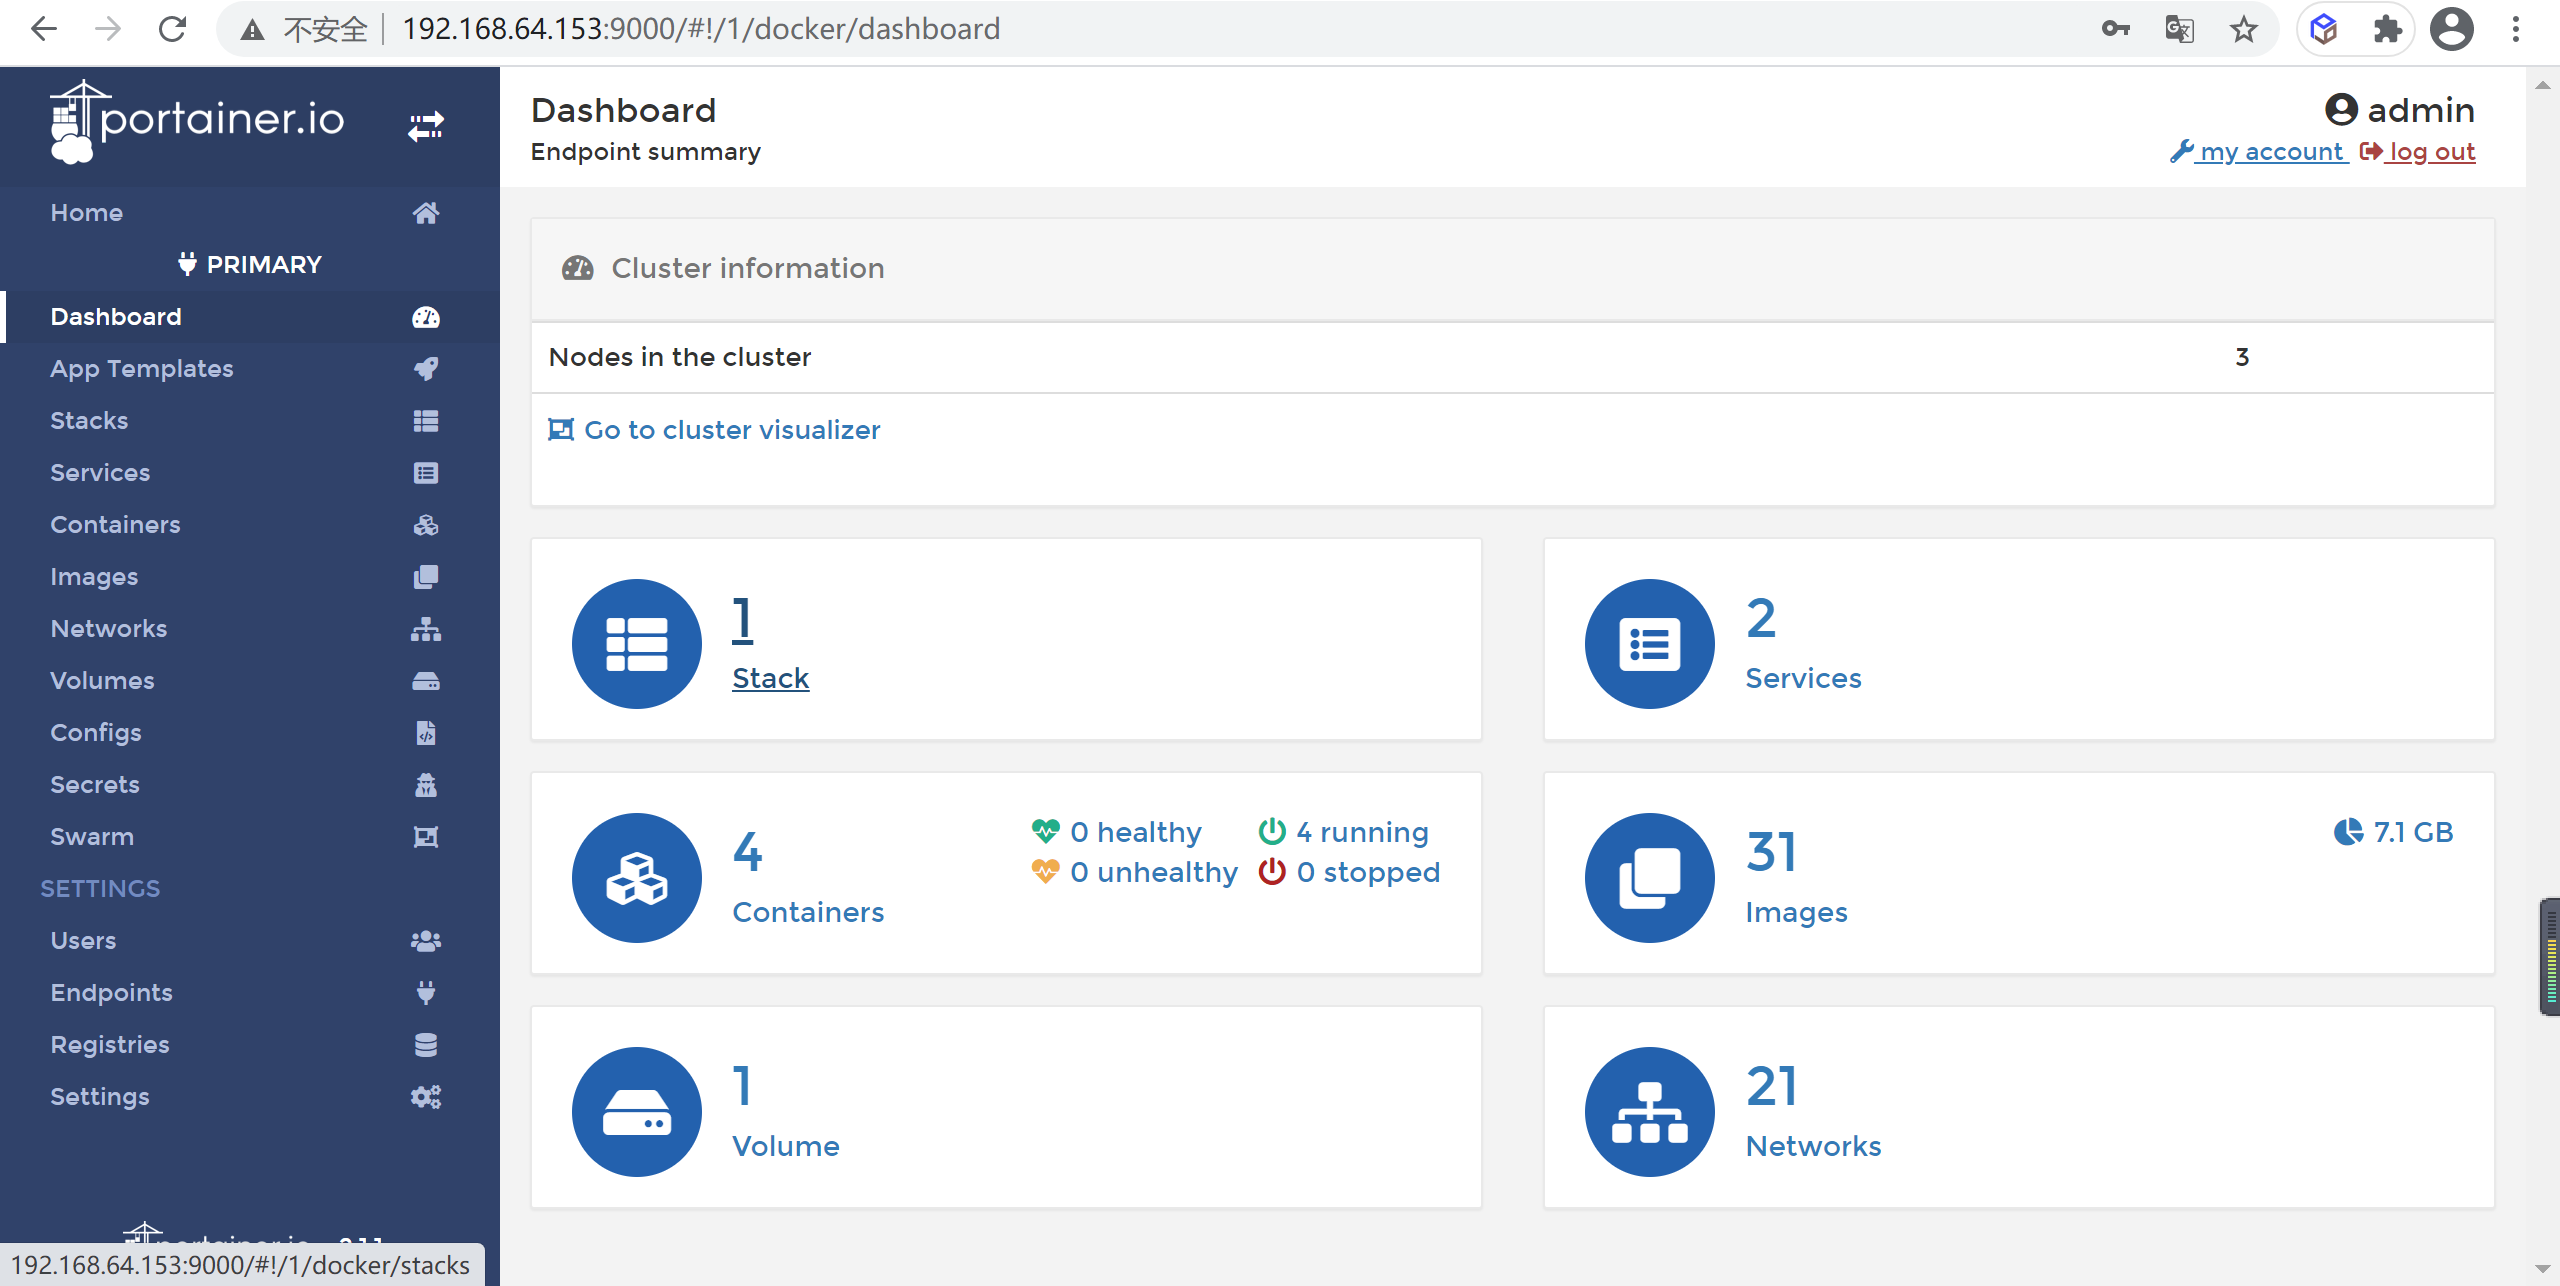 不安全 192.168.64.153:9000/#!/1/docker/dashboard
portainer.io
Home
PRIMARY
Dashboard
App Templates
Stacks
Services
Containers
Images
Networks
Volumes
Configs
Secrets
Swarm
SETTINGS
Users
Endpoints
Registries
Settings
192.168.64.153:9000/#!/1/docker/stacks
Dashboard
Endpoint summary
admin
my account log out
Cluster information
Nodes in the cluster 3
Go to cluster visualizer
1
Stack
2
Services
4
Containers
0 healthy 4 running
0 unhealthy 0 stopped
31
Images
7.1 GB
1
Volume
21
Networks